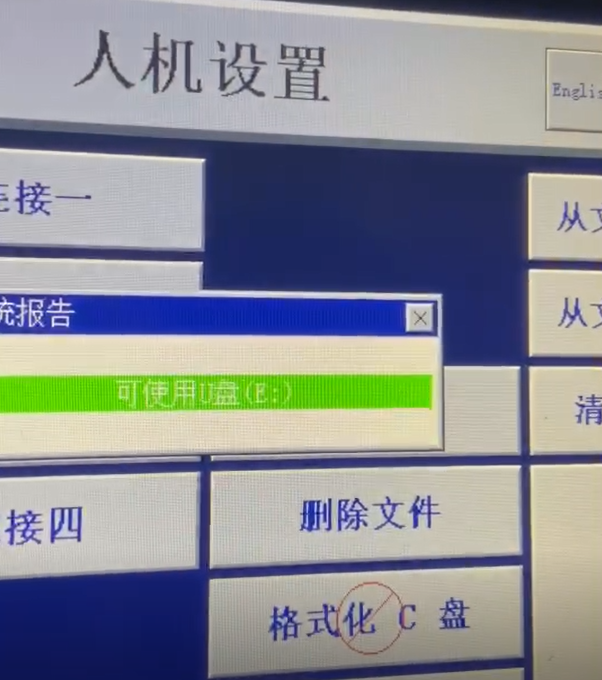 人机设置
Englis
连接一
从文
统报告
从文
可使用U盘(E:)
清
接四
删除文件
格式化 C 盘